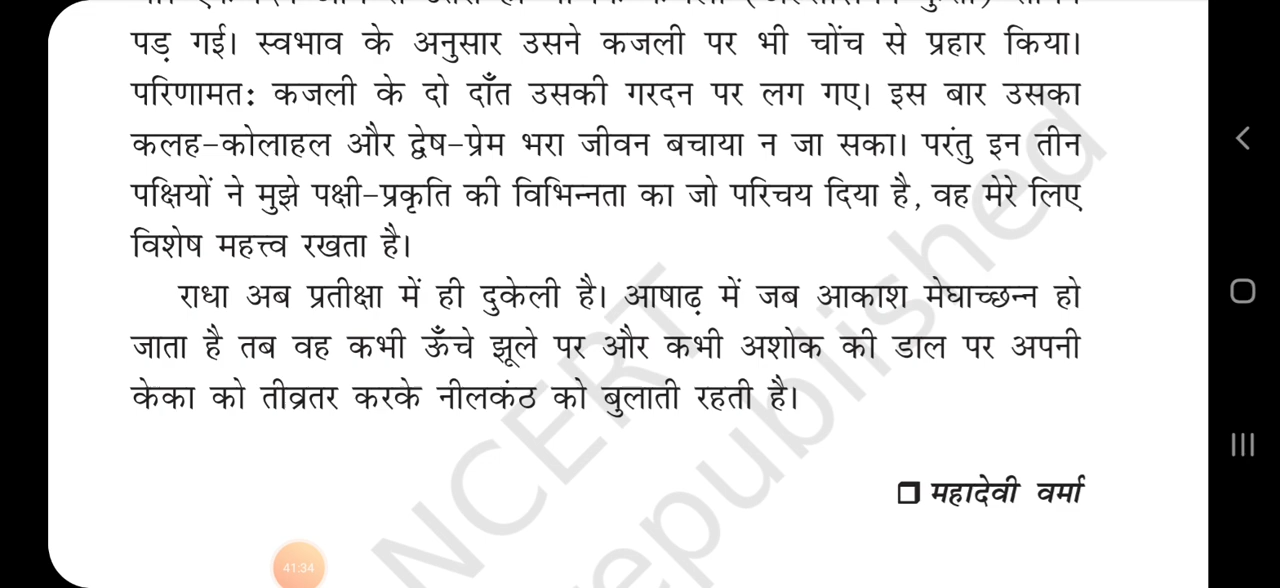 पड़ गई। स्वभाव के अनुसार उसने कजली पर भी चोंच से प्रहार किया।
परिणामतः कजली के दो दाँत उसकी गरदन पर लग गए। इस बार उसका
कलह-कोलाहल और द्वेष-प्रेम भरा जीवन बचाया न जा सका। परंतु इन तीन
पक्षियों ने मुझे पक्षी-प्रकृति की विभिन्नता का जो परिचय दिया है, वह मेरे लिए
विशेष महत्त्व रखता है।
राधा अब प्रतीक्षा में ही दुकेली है। आषाढ़ में जब आकाश मेघाच्छन्न हो
जाता है तब वह कभी ऊँचे झूले पर और कभी अशोक की डाल पर अपनी
केका को तीव्रतर करके नीलकंठ को बुलाती रहती है।
❒ महादेवी वर्मा
NCERT
republished
41:34